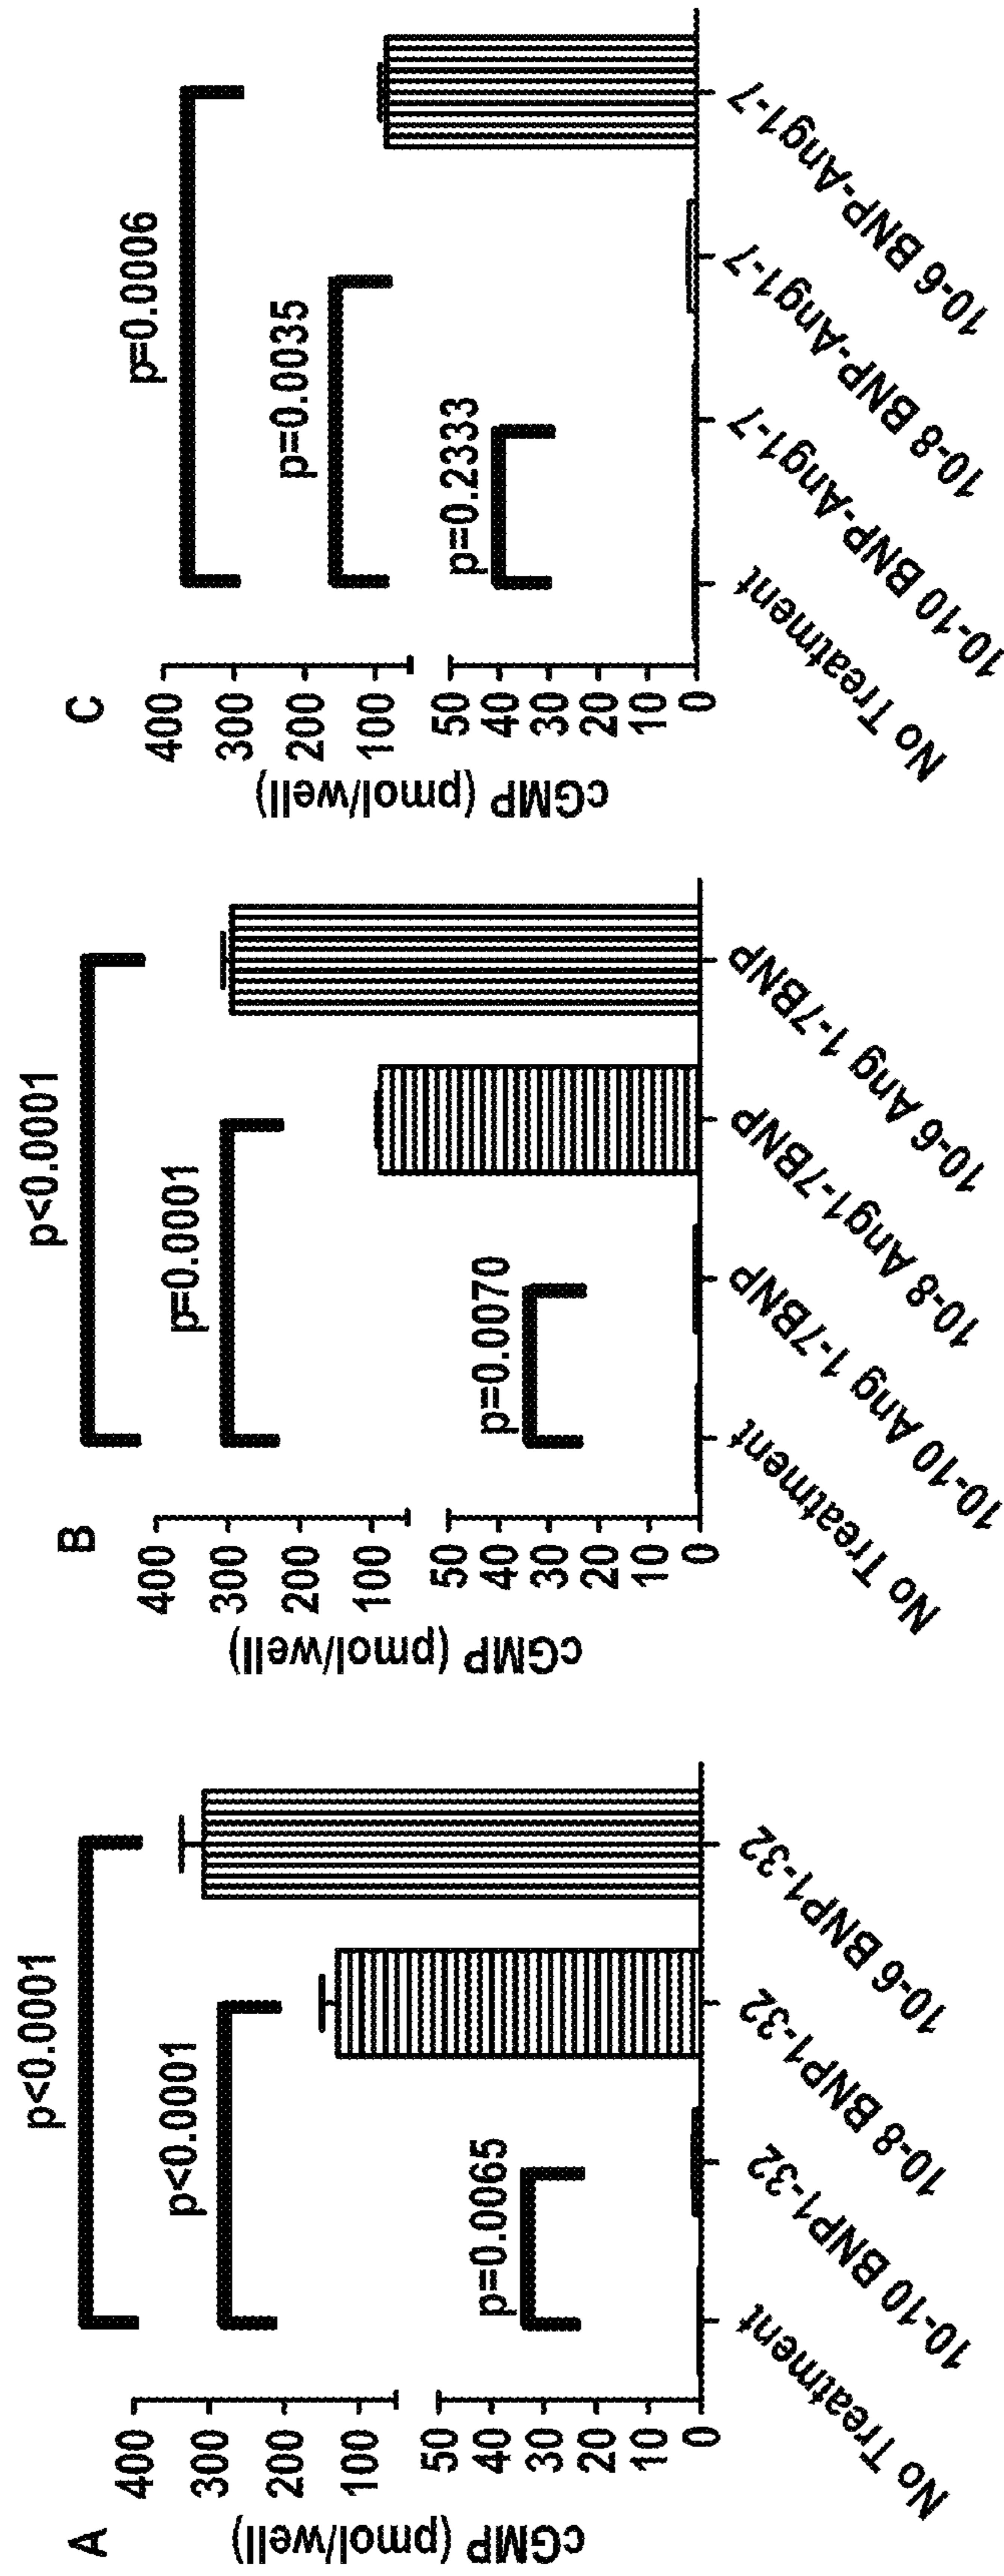 A
cGMP (pmol/well)
400
300
200
100
50
40
30
20
10
0
p<0.0001
p<0.0001
p=0.0065
No Treatment
10-10 BNP1-32
10-8 BNP1-32
10-6 BNP1-32
B
cGMP (pmol/well)
400
300
200
100
50
40
30
20
10
0
p<0.0001
p=0.0001
p=0.0070
No Treatment
10-10 Ang 1-7BNP
10-8 Ang1-7BNP
10-6 Ang 1-7BNP
C
cGMP (pmol/well)
400
300
200
100
50
40
30
20
10
0
p=0.0006
p=0.0035
p=0.2333
No Treatment
10-10 BNP-Ang1-7
10-8 BNP-Ang1-7
10-6 BNP-Ang1-7